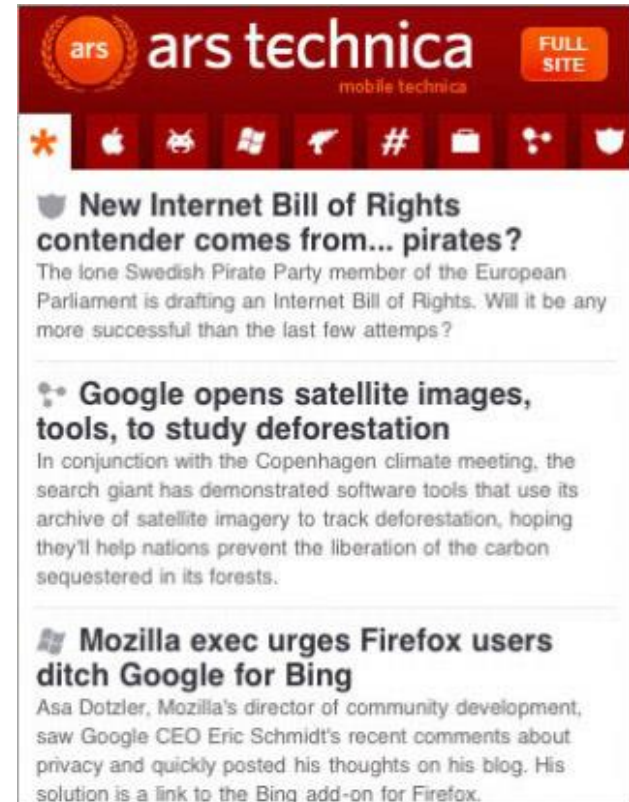 ars
ars technica
mobile technica
FULL
SITE
#
New Internet Bill of Rights
contender comes from... pirates?
The lone Swedish Pirate Party member of the European
Parliament is drafting an Internet Bill of Rights. Will it be any
more successful than the last few attemps?
Google opens satellite images,
tools, to study deforestation
In conjunction with the Copenhagen climate meeting, the
search giant has demonstrated software tools that use its
archive of satellite imagery to track deforestation, hoping
they'll help nations prevent the liberation of the carbon
sequestered in its forests.
Mozilla exec urges Firefox users
ditch Google for Bing
Asa Dotzler, Mozilla's director of community development,
saw Google CEO Eric Schmidt's recent comments about
privacy and quickly posted his thoughts on his blog. His
solution is a link to the Bing add-on for Firefox.